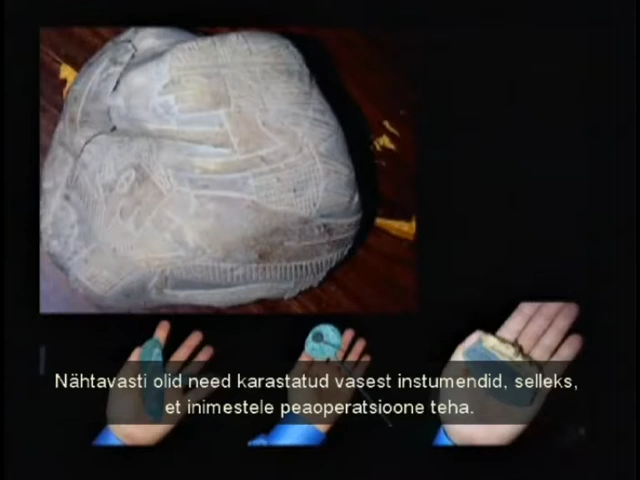 Nähtavasti olid need karastatud vasest instumendid, selleks,
et inimestele peaoperatsioone teha.